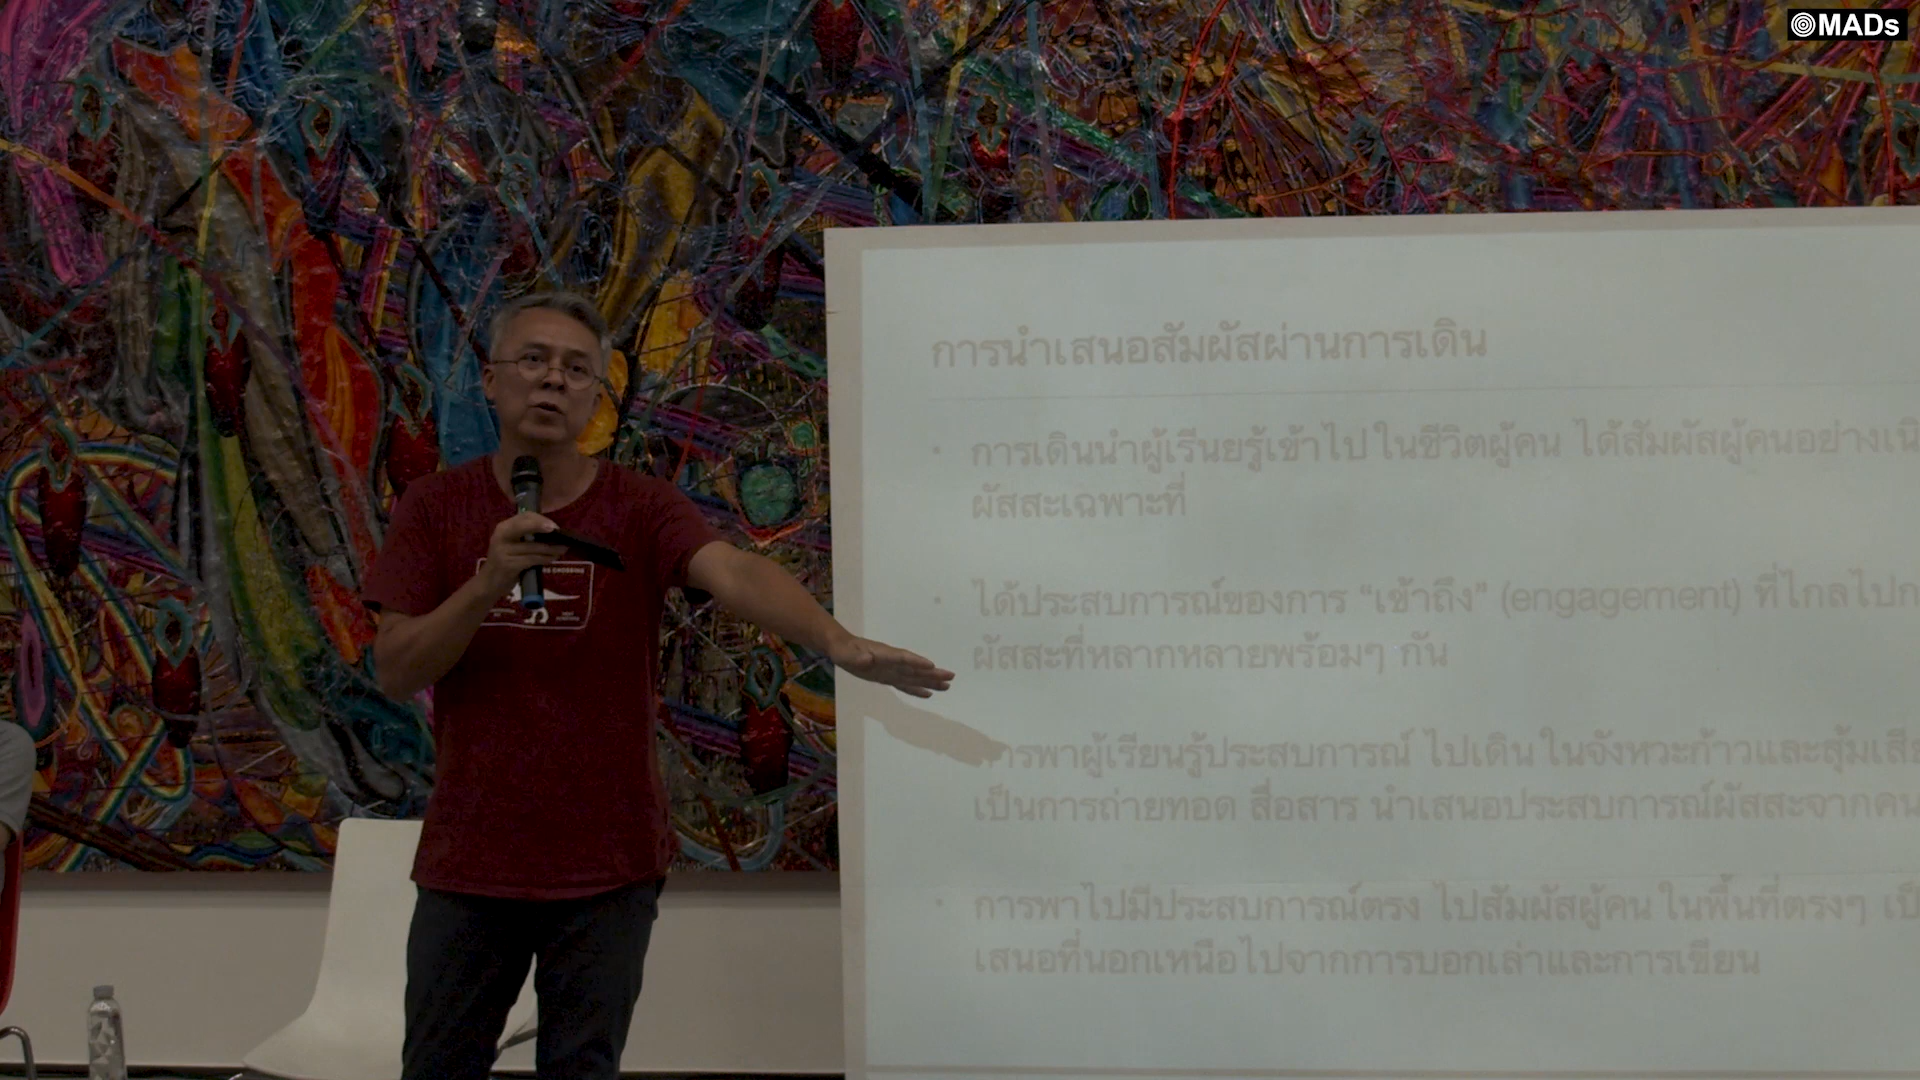 MADs
การนำเสนอสัมผัสผ่านการเดิน
• การเดินนำผู้เรีนยรู้เข้าไปในชีวิตผู้คน ได้สัมผัสผู้คนอย่าง
ผัสสะเฉพาะที่
• ได้ประสบการณ์ของการ “เข้าถึง” (engagement) ที่ไกลไป
ผัสสะที่หลากหลายพร้อมๆ กัน
การพาผู้เรียนรู้ประสบการณ์ ไปเดินในจังหวะก้าวและสุ้ม
เป็นการถ่ายทอด สื่อสาร นำเสนอประสบการณ์ผัสสะจากคน
• การพาไปมีประสบการณ์ตรง ไปสัมผัสผู้คนในพื้นที่ตรงๆ
เสนอที่นอกเหนือไปจากการบอกเล่าและการเขียน
CROSSING